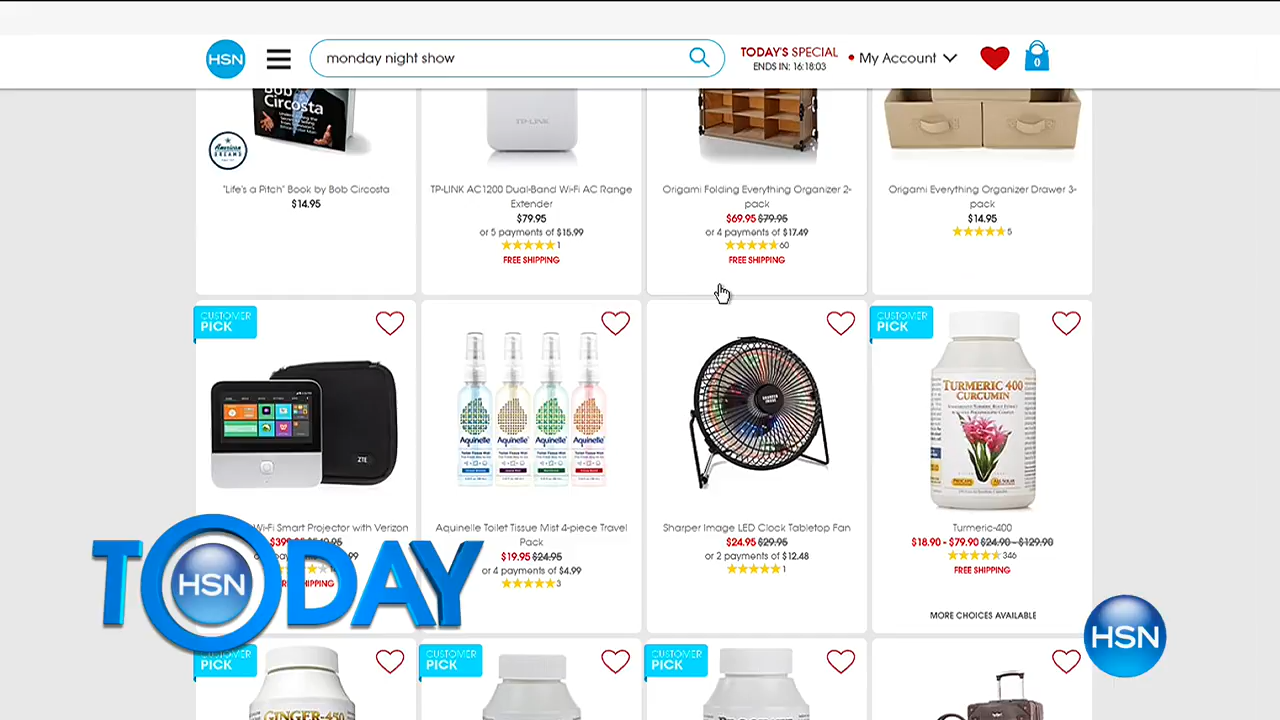 HSN
monday night show
TODAY'S SPECIAL
ENDS IN: 16:18:03
My Account
0
Bob
Circosta
American
DREAMS
TP-LINK
"Life's a Pitch" Book by Bob Circosta
$14.95
TP-LINK AC1200 Dual-Band Wi-Fi AC Range
Extender
$79.95
or 5 payments of $15.99
1
FREE SHIPPING
Origami Folding Everything Organizer 2-
pack
$69.95 $79.95
or 4 payments of $17.49
60
FREE SHIPPING
Origami Everything Organizer Drawer 3-
pack
$14.95
5
CUSTOMER
PICK
ZTE
Wi-Fi Smart Projector with Verizon
Aquinelle Aquinelle Aquinelle Aquinelle
Aquinelle Toilet Tissue Mist 4-piece Travel
Pack
$19.95 $24.95
or 4 payments of $4.99
3
Sharper Image LED Clock Tabletop Fan
$24.95 $29.95
or 2 payments of $12.48
1
CUSTOMER
PICK
TURMERIC 400
CURCUMIN
Turmeric-400
$18.90 - $79.90 $24.90 - $129.90
346
FREE SHIPPING
MORE CHOICES AVAILABLE
TODAY
HSN
HSN
CUSTOMER
PICK
GINGER-450
CUSTOMER
PICK
CUSTOMER
PICK